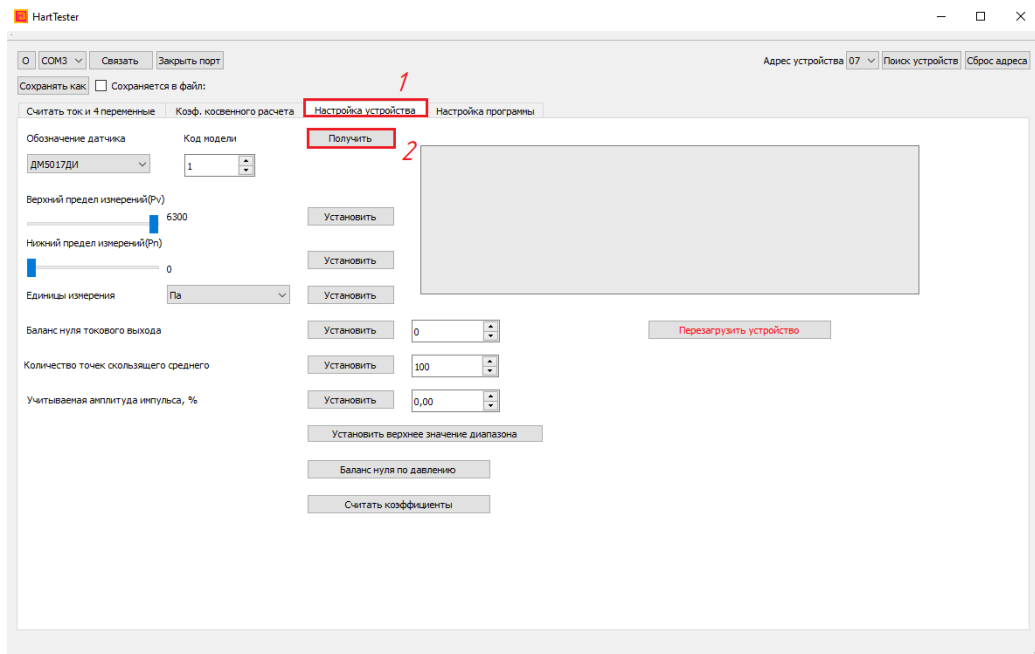 HartTester
О COM3 Связать Закрыть порт Адрес устройства 07 Поиск устройств Сброс адреса
Сохранять как Сохраняется в файл:
1
Считать ток и 4 переменные Коэф. косвенного расчета Настройка устройства Настройка программы
Обозначение датчика Код модели Получить
2
ДМ5017ДИ 1
Верхний предел измерений(Pv)
6300 Установить
Нижний предел измерений(Pn)
0 Установить
Единицы измерения Па Установить
Баланс нуля токового выхода Установить 0 Перезагрузить устройство
Количество точек скользящего среднего Установить 100
Учитываемая амплитуда импульса, % Установить 0,00
Установить верхнее значение диапазона
Баланс нуля по давлению
Считать коэффициенты